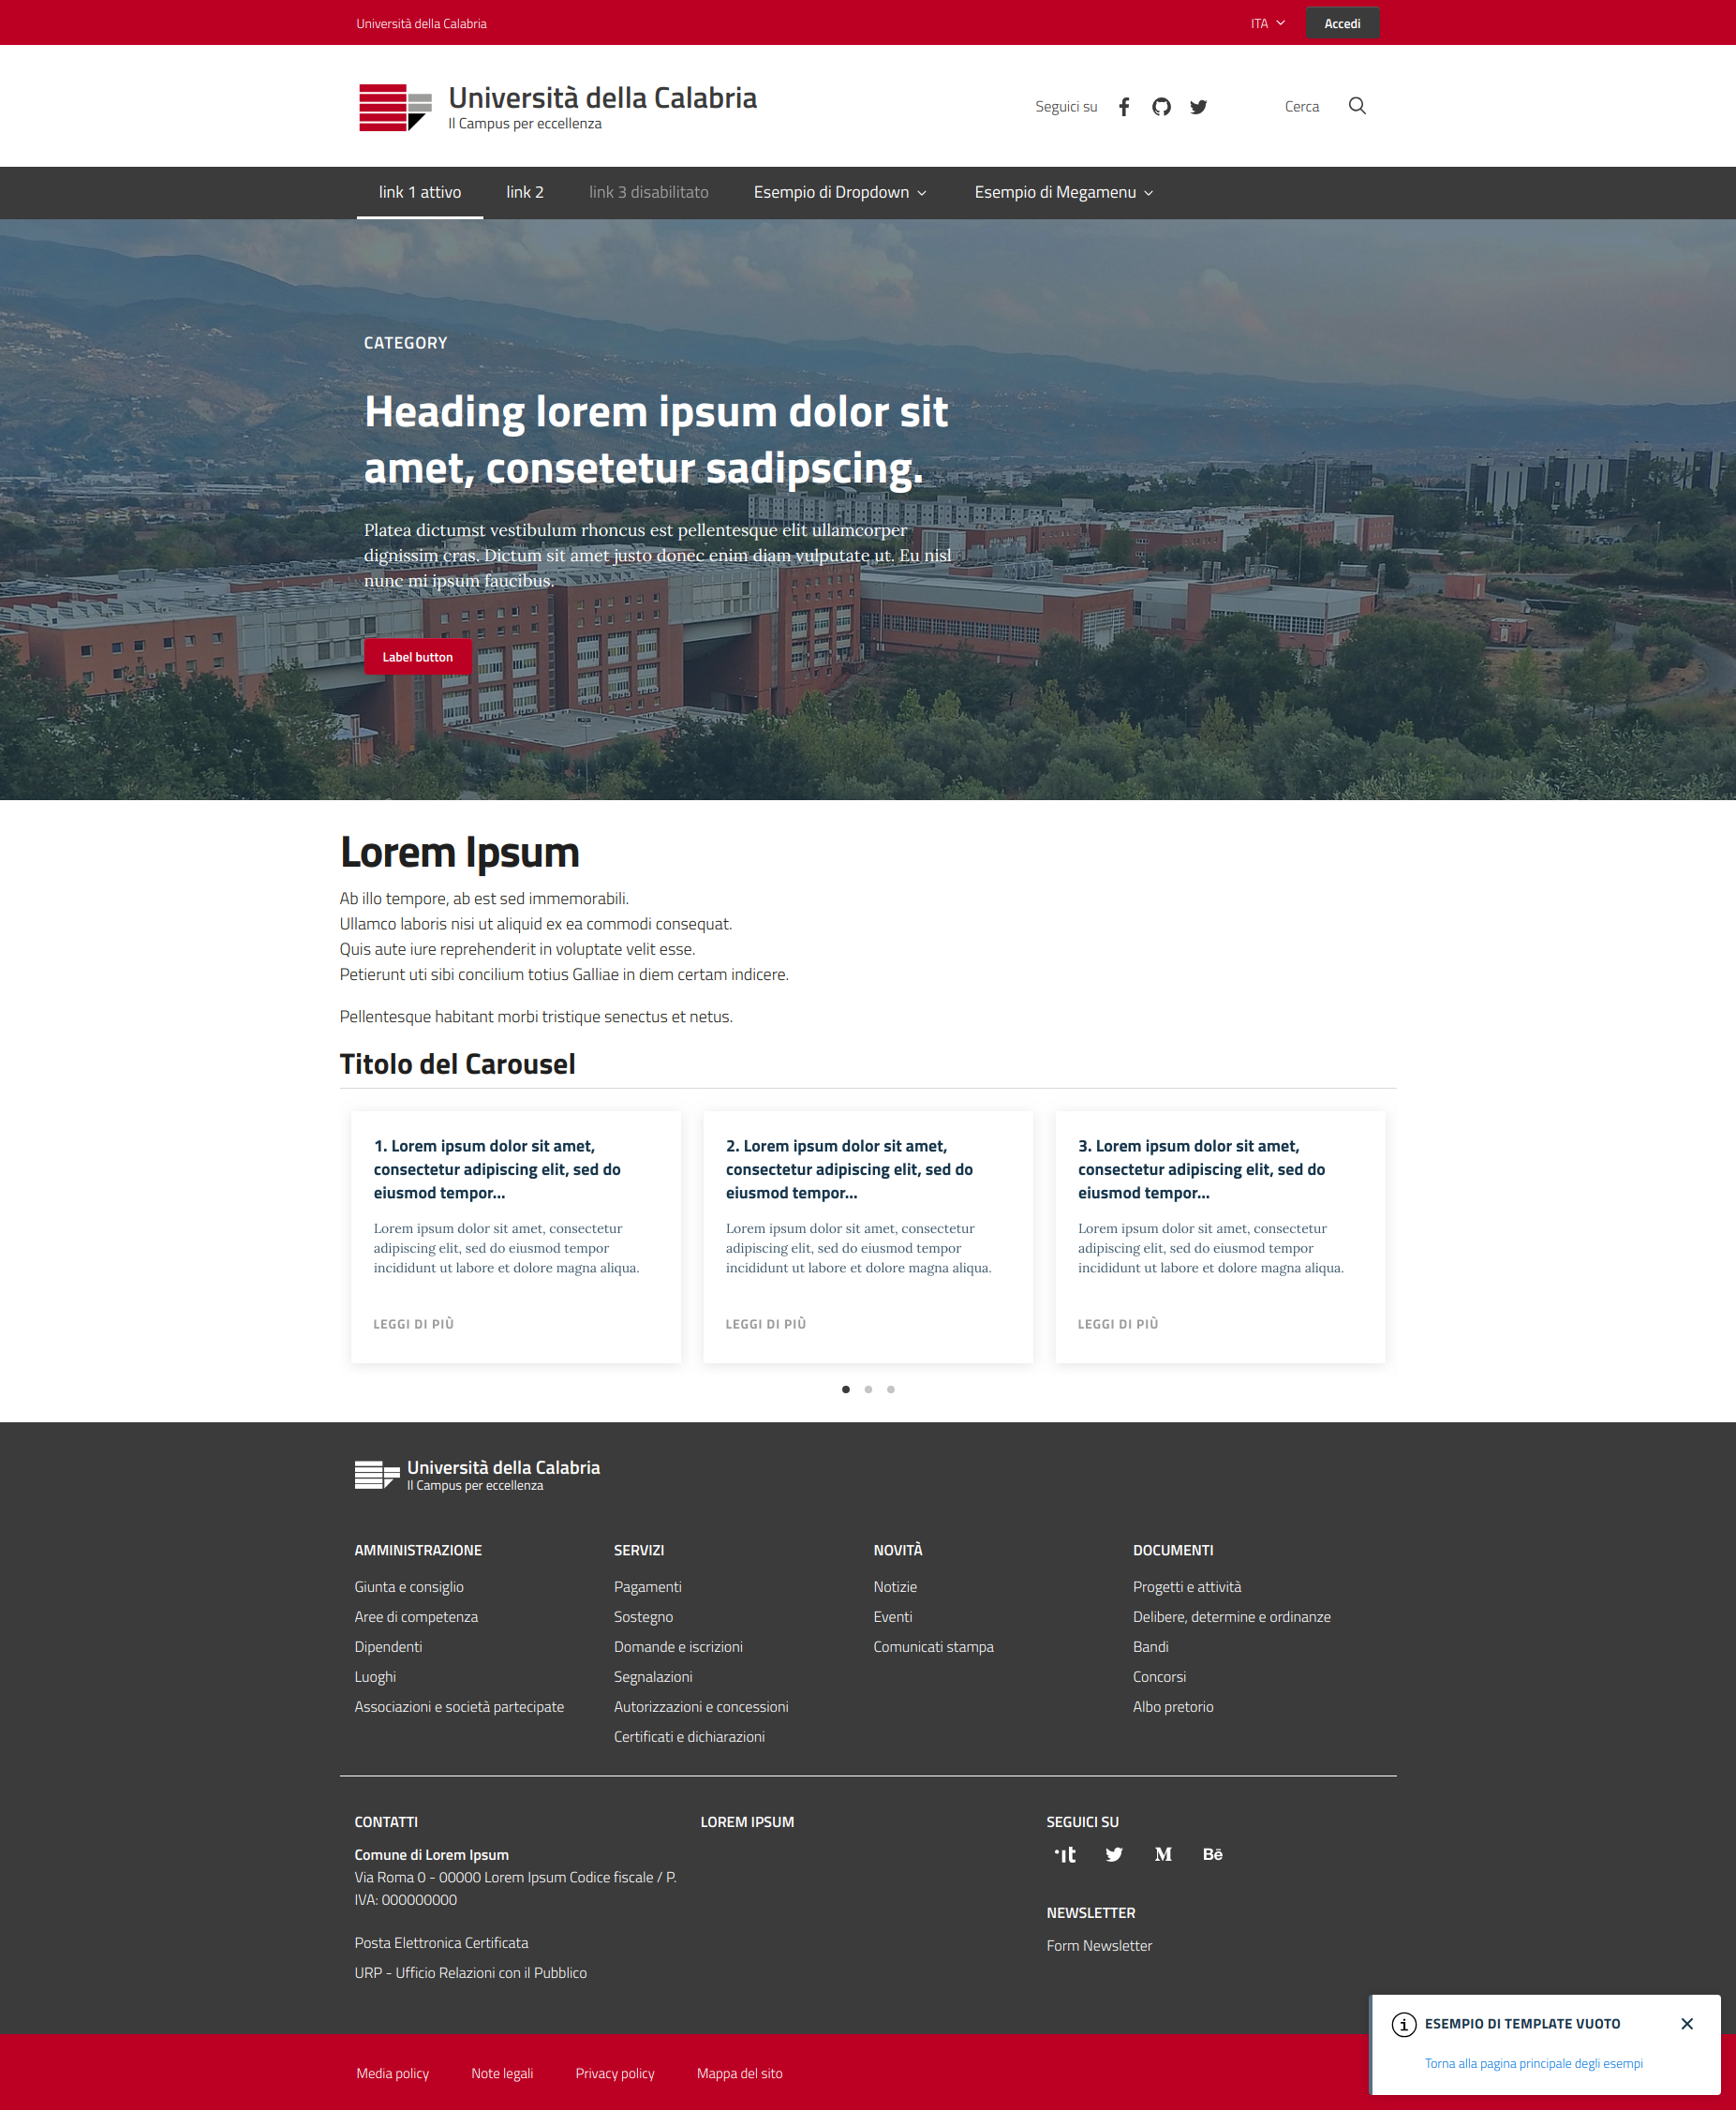 Università della Calabria
ITA
Accedi
Università della Calabria
Il Campus per eccellenza
Seguici su
Cerca
link 1 attivo
link 2
link 3 disabilitato
Esempio di Dropdown
Esempio di Megamenu
CATEGORY
Heading lorem ipsum dolor sit
amet, consetetur sadipscing.
Platea dictumst vestibulum rhoncus est pellentesque elit ullamcorper
dignissim cras. Dictum sit amet justo donec enim diam vulputate ut. Eu nisl
nunc mi ipsum faucibus.
Label button
Lorem Ipsum
Ab illo tempore, ab est sed immemorabili.
Ullamco laboris nisi ut aliquid ex ea commodi consequat.
Quis aute iure reprehenderit in voluptate velit esse.
Petierunt uti sibi concilium totius Galliae in diem certam indicere.
Pellentesque habitant morbi tristique senectus et netus.
Titolo del Carousel
1. Lorem ipsum dolor sit amet,
consectetur adipiscing elit, sed do
eiusmod tempor...
Lorem ipsum dolor sit amet, consectetur
adipiscing elit, sed do eiusmod tempor
incididunt ut labore et dolore magna aliqua.
LEGGI DI PIÙ
2. Lorem ipsum dolor sit amet,
consectetur adipiscing elit, sed do
eiusmod tempor...
Lorem ipsum dolor sit amet, consectetur
adipiscing elit, sed do eiusmod tempor
incididunt ut labore et dolore magna aliqua.
LEGGI DI PIÙ
3. Lorem ipsum dolor sit amet,
consectetur adipiscing elit, sed do
eiusmod tempor...
Lorem ipsum dolor sit amet, consectetur
adipiscing elit, sed do eiusmod tempor
incididunt ut labore et dolore magna aliqua.
LEGGI DI PIÙ
Università della Calabria
Il Campus per eccellenza
AMMINISTRAZIONE
Giunta e consiglio
Aree di competenza
Dipendenti
Luoghi
Associazioni e società partecipate
SERVIZI
Pagamenti
Sostegno
Domande e iscrizioni
Segnalazioni
Autorizzazioni e concessioni
Certificati e dichiarazioni
NOVITÀ
Notizie
Eventi
Comunicati stampa
DOCUMENTI
Progetti e attività
Delibere, determine e ordinanze
Bandi
Concorsi
Albo pretorio
CONTATTI
Comune di Lorem Ipsum
Via Roma 0 - 00000 Lorem Ipsum Codice fiscale / P.
IVA: 000000000
Posta Elettronica Certificata
URP - Ufficio Relazioni con il Pubblico
LOREM IPSUM
SEGUICI SU
NEWSLETTER
Form Newsletter
ESEMPIO DI TEMPLATE VUOTO
Torna alla pagina principale degli esempi
Media policy
Note legali
Privacy policy
Mappa del sito